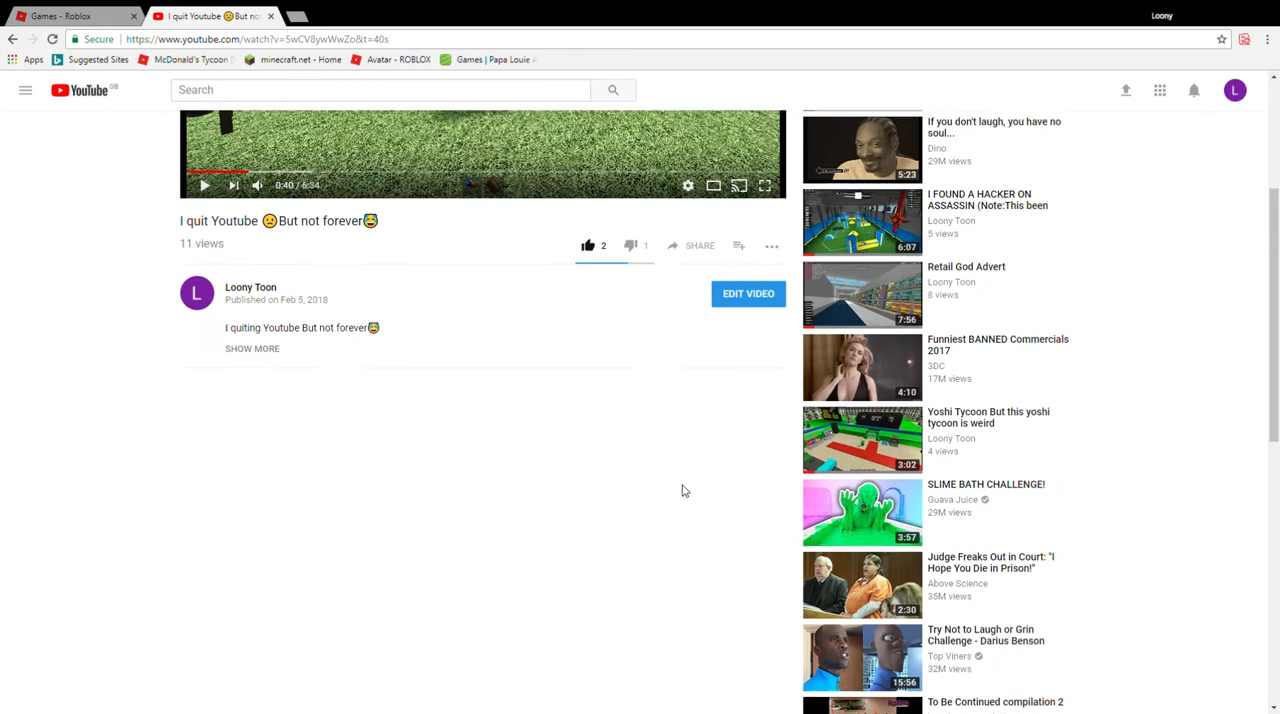 Games - Roblox
I quit Youtube 😟But no
Loony
Secure
https://www.youtube.com/watch?v=5wCV8ywWwZo&t=40s
Apps
Suggested Sites
McDonald's Tycoon
minecraft.net - Home
Avatar - ROBLOX
Games | Papa Louie
YouTube GB
Search
L
0:40 / 6:34
I quit Youtube 🙁But not forever😭
11 views
2
1
SHARE
L
Loony Toon
Published on Feb 5, 2018
EDIT VIDEO
I quiting Youtube But not forever😭
SHOW MORE
If you don't laugh, you have no
soul...
Dino
29M views
5:23
I FOUND A HACKER ON
ASSASSIN (Note:This been
Loony Toon
5 views
6:07
Retail God Advert
Loony Toon
8 views
7:56
Funniest BANNED Commercials
2017
3DC
17M views
4:10
Yoshi Tycoon But this yoshi
tycoon is weird
Loony Toon
4 views
3:02
SLIME BATH CHALLENGE!
Guava Juice
29M views
3:57
Judge Freaks Out in Court: "I
Hope You Die in Prison!"
Above Science
35M views
2:30
Try Not to Laugh or Grin
Challenge - Darius Benson
Top Viners
32M views
15:56
To Be Continued compilation 2